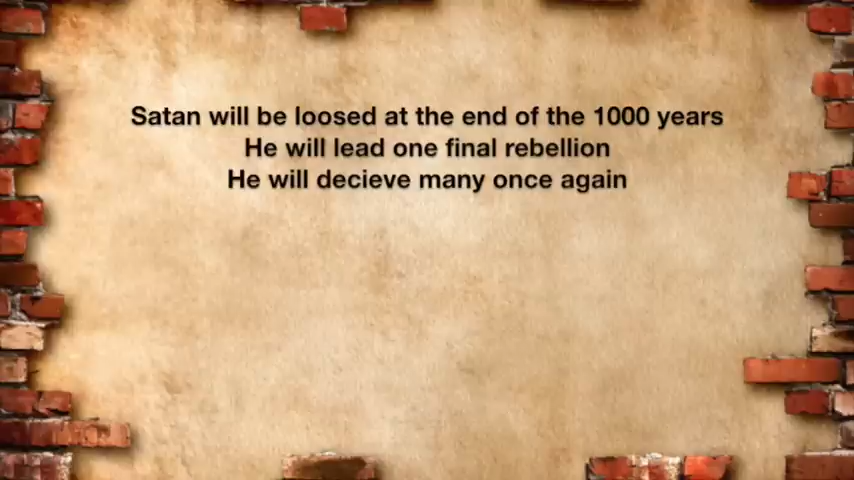 Satan will be loosed at the end of the 1000 years
He will lead one final rebellion
He will decieve many once again